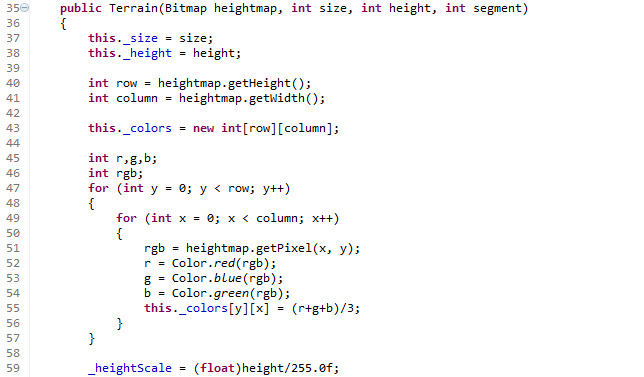 35 public Terrain(Bitmap heightmap, int size, int height, int segment)
36 {
37 this._size = size;
38 this._height = height;
39
40 int row = heightmap.getHeight();
41 int column = heightmap.getWidth();
42
43 this._colors = new int[row][column];
44
45 int r,g,b;
46 int rgb;
47 for (int y = 0; y < row; y++)
48 {
49 for (int x = 0; x < column; x++)
50 {
51 rgb = heightmap.getPixel(x, y);
52 r = Color.red(rgb);
53 g = Color.blue(rgb);
54 b = Color.green(rgb);
55 this._colors[y][x] = (r+g+b)/3;
56 }
57 }
58
59 _heightScale = (float)height/255.0f;